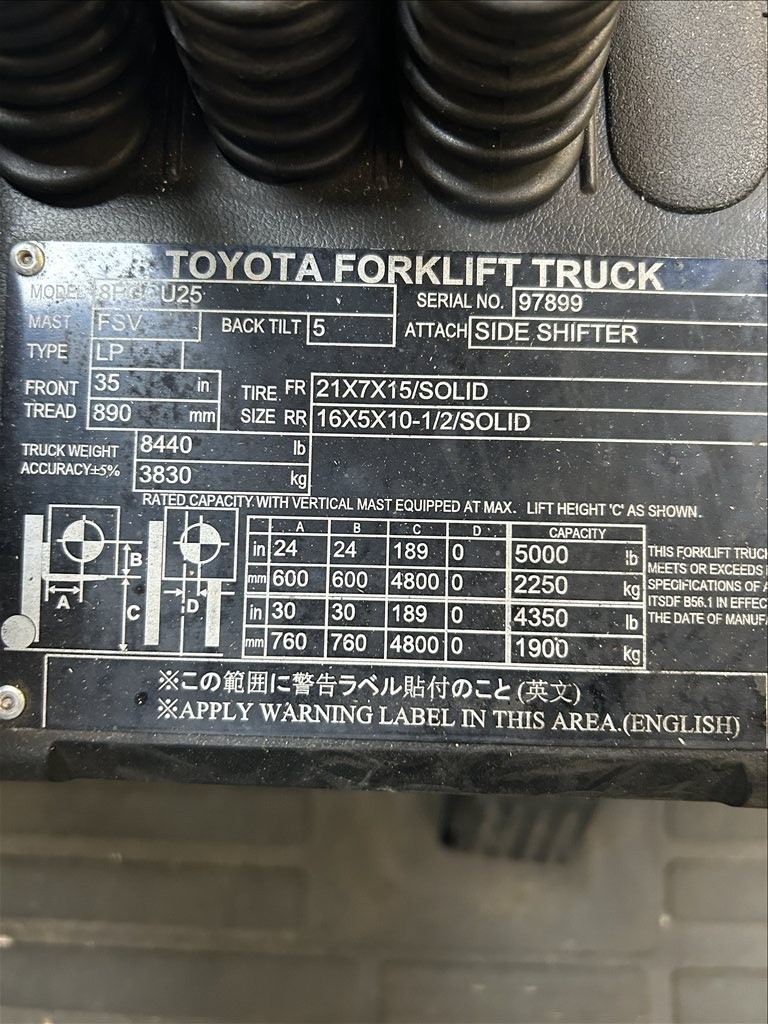 TOYOTA FORKLIFT TRUCK
MODEL
SERIAL NO. 97899
MAST FSV BACK TILT 5 ATTACH SIDE SHIFTER
TYPE LP
FRONT TREAD 35 in 890 mm
TIRE SIZE FR 21X7X15/SOLID
RR 16X5X10-1/2/SOLID
TRUCK WEIGHT 8440 lb
ACCURACY±5% 3830 kg
RATED CAPACITY WITH VERTICAL MAST EQUIPPED AT MAX. LIFT HEIGHT 'C' AS SHOWN.
A B C D
A B C D CAPACITY
in 24 24 189 0 5000 lb
mm 600 600 4800 0 2250 kg
in 30 30 189 0 4350 lb
mm 760 760 4800 0 1900 kg
THIS FORKLIFT
MEETS OR EXCEEDS
SPECIFICATIONS OF
ITSDF B56.1 IN
THE DATE OF
※この範囲に警告ラベル貼付のこと(英文)
※APPLY WARNING LABEL IN THIS AREA.(ENGLISH)